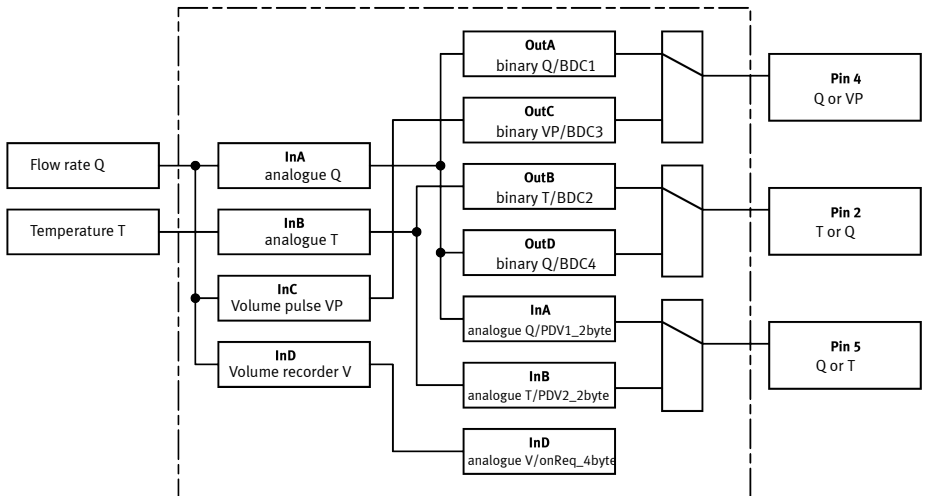 Flow rate Q
Temperature T
InA
analogue Q
InB
analogue T
InC
Volume pulse VP
InD
Volume recorder V
OutA
binary Q/BDC1
OutC
binary VP/BDC3
OutB
binary T/BDC2
OutD
binary Q/BDC4
InA
analogue Q/PDV1_2byte
InB
analogue T/PDV2_2byte
InD
analogue V/onReq_4byte
Pin 4
Q or VP
Pin 2
T or Q
Pin 5
Q or T